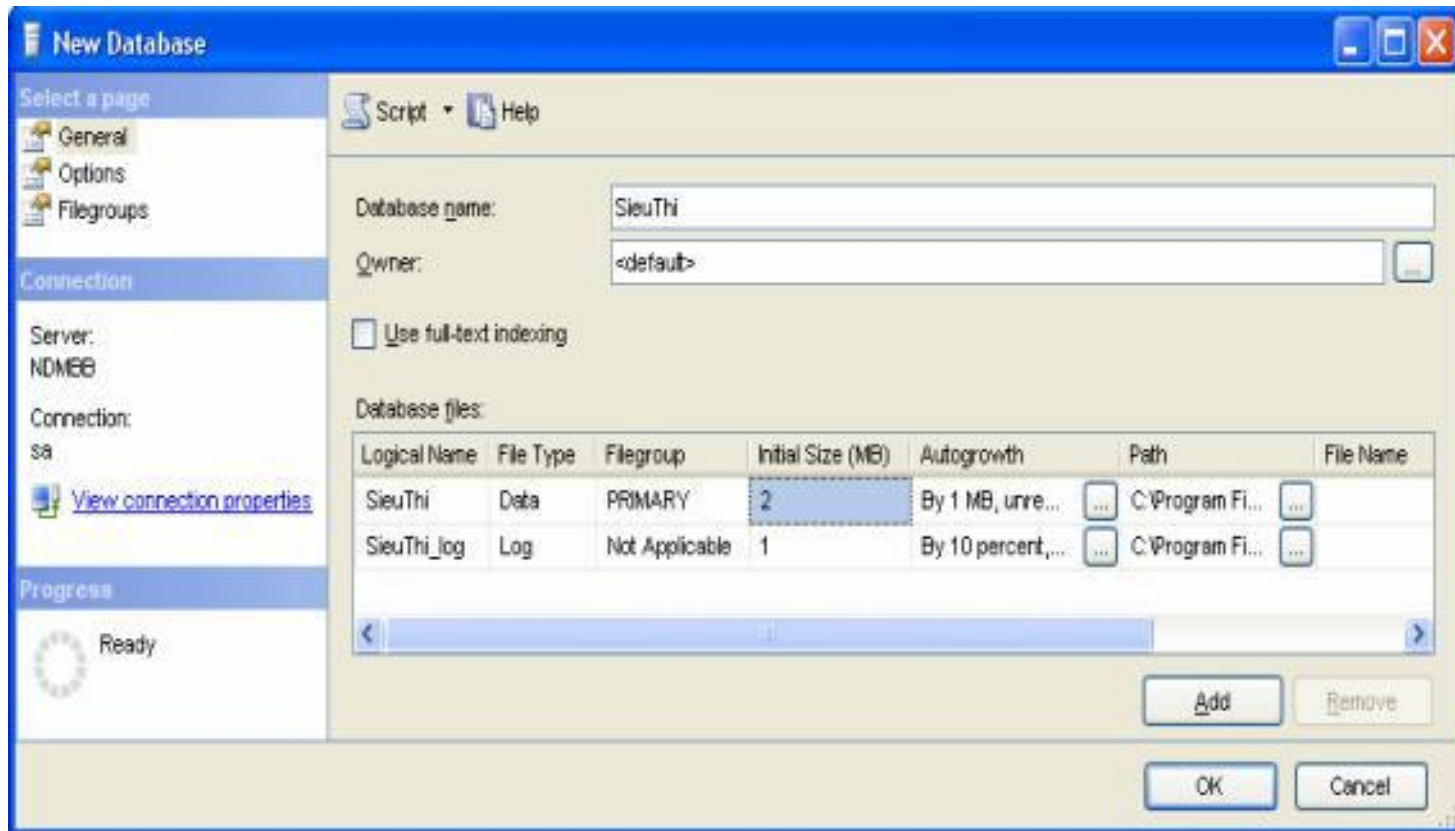 New Database
Select a page
General
Options
Filegroups
Connection
Server:
NDMBB
Connection:
sa
View connection properties
Progress
Ready
Script Help
Database name: SieuThi
Owner: <default> ...
Use full-text indexing
Database files:
Logical Name File Type Filegroup Initial Size (MB) Autogrowth Path File Name
SieuThi Data PRIMARY 2 By 1 MB, unre... ... C:\Program Fi... ...
SieuThi_log Log Not Applicable 1 By 10 percent,... ... C:\Program Fi... ...
Add Remove
OK Cancel